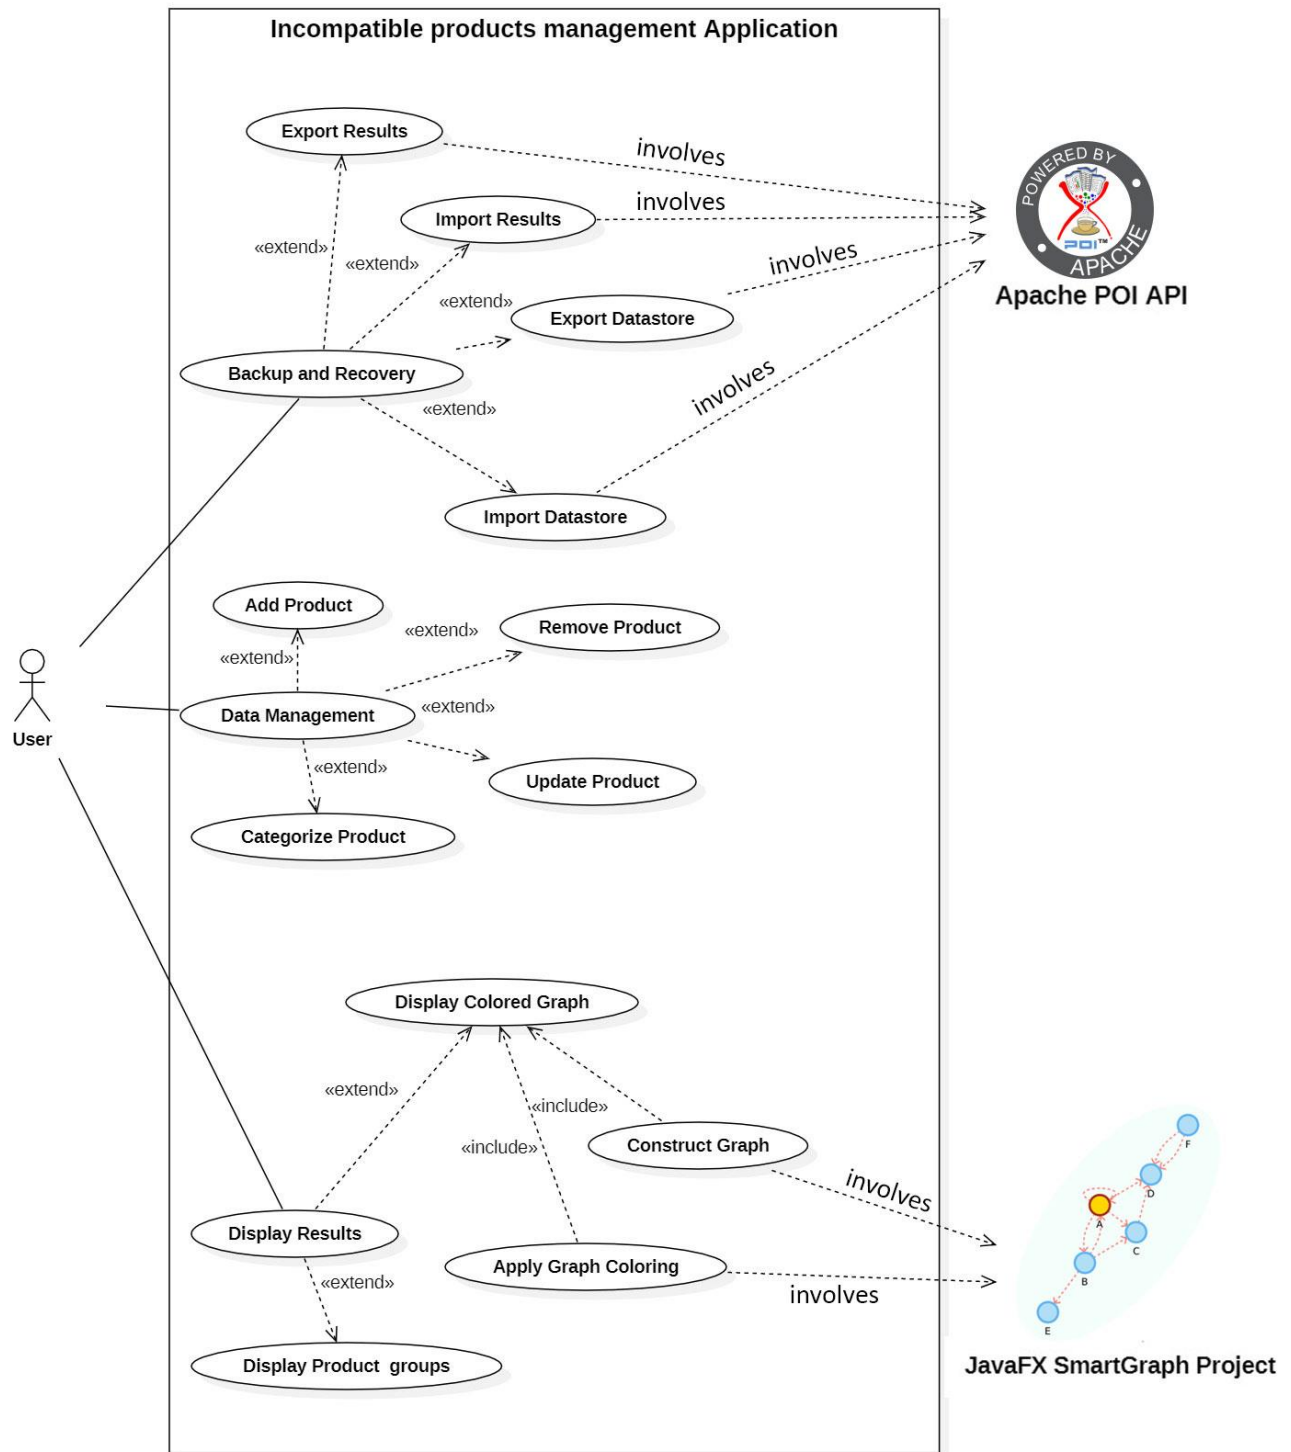 Incompatible products management Application
Export Results
involves
POWERED BY
POI™
APACHE
Apache POI API
Import Results
involves
«extend»
«extend»
involves
«extend»
Export Datastore
Backup and Recovery
involves
«extend»
Import Datastore
Add Product
«extend»
Remove Product
«extend»
User
Data Management
«extend»
«extend»
Update Product
Categorize Product
Display Colored Graph
«extend»
«include»
«include»
Construct Graph
involves
F
D
A
C
B
E
Display Results
Apply Graph Coloring
«extend»
involves
Display Product  groups
JavaFX SmartGraph Project